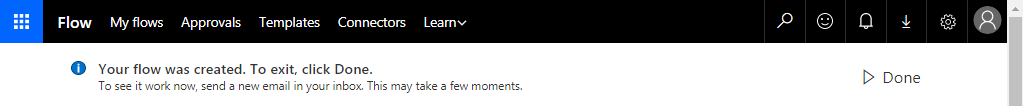 Flow My flows Approvals Templates Connectors Learn
Your flow was created. To exit, click Done.
To see it work now, send a new email in your inbox. This may take a few moments.
Done